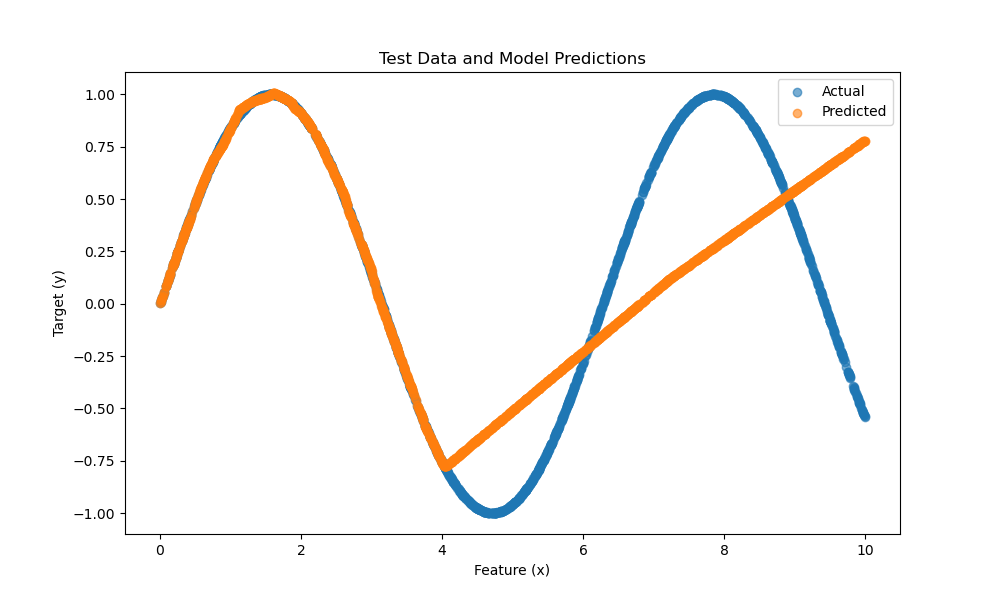 Test Data and Model Predictions
Actual
Predicted
1.00
0.75
0.50
0.25
0.00
−0.25
−0.50
−0.75
−1.00
Target (y)
0 2 4 6 8 10
Feature (x)